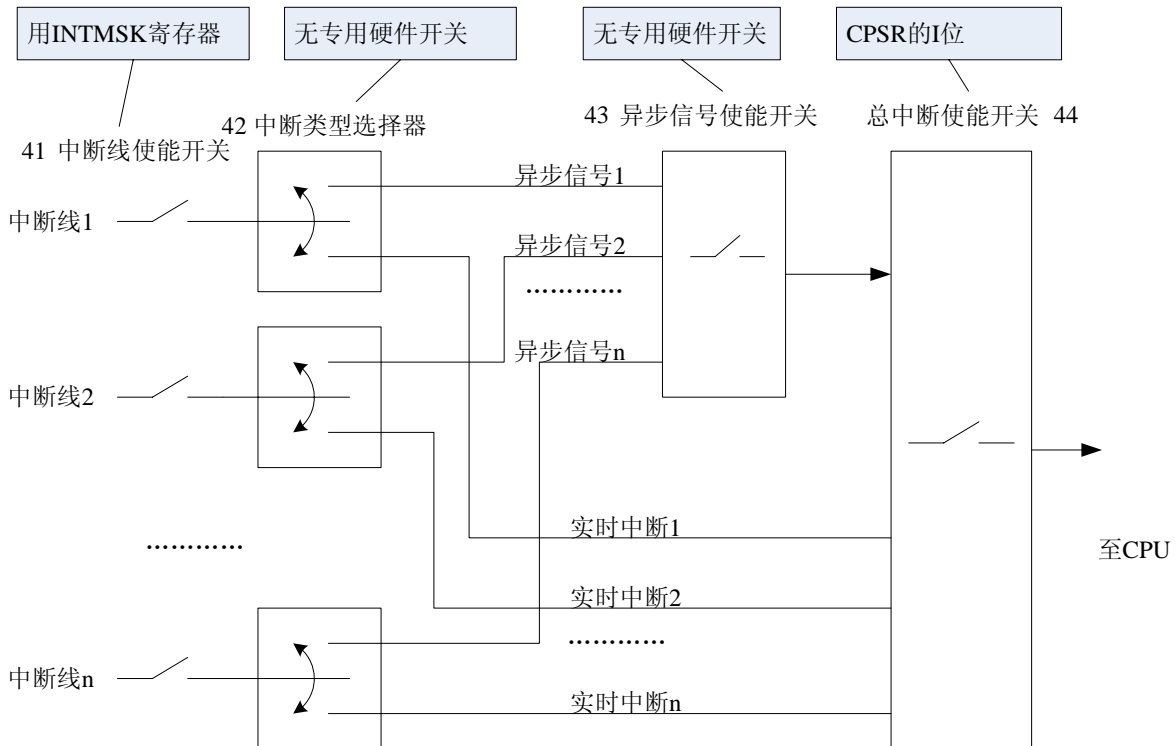 用INTMSK寄存器
无专用硬件开关
无专用硬件开关
CPSR的I位
41 中断线使能开关
42 中断类型选择器
43 异步信号使能开关
总中断使能开关 44
中断线1
异步信号1
异步信号2
…………
异步信号n
中断线2
实时中断1
…………
至CPU
实时中断2
…………
中断线n
实时中断n